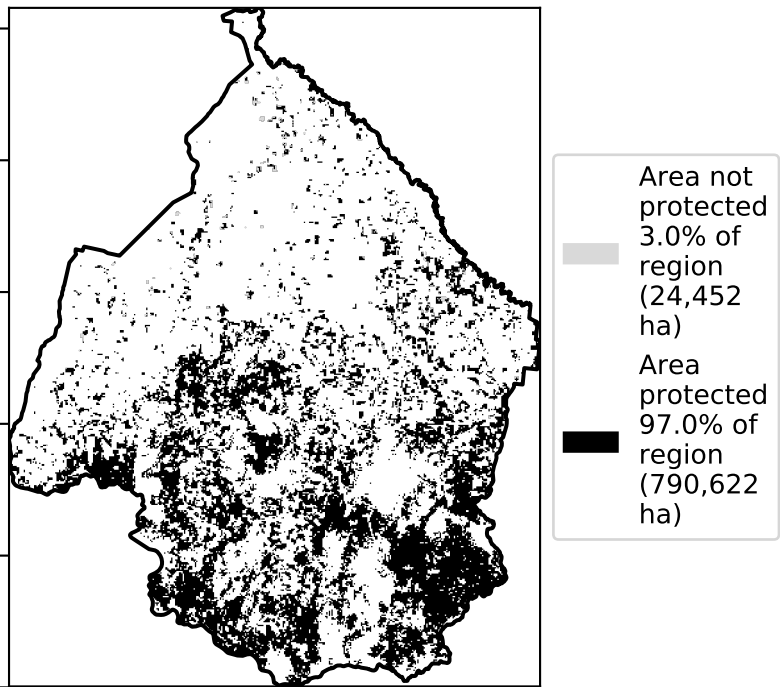 Area not
protected
3.0% of
region
(24,452
ha)
Area
protected
97.0% of
region
(790,622
ha)